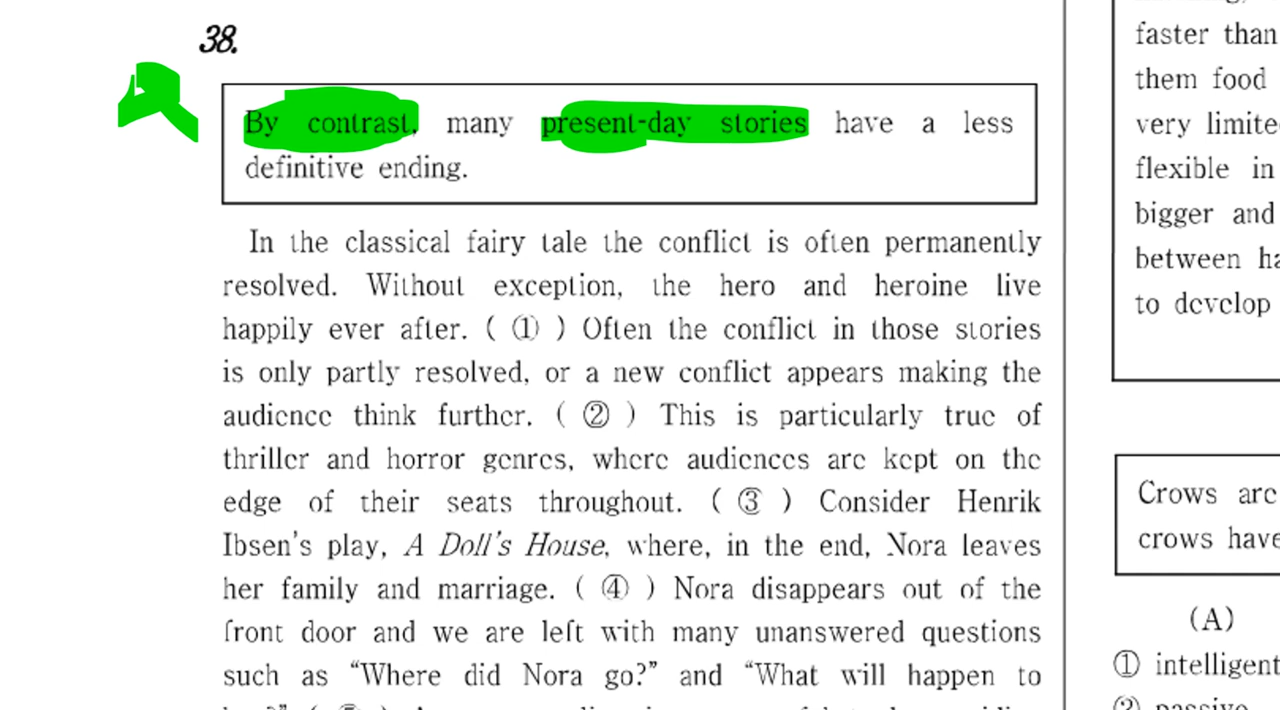 38.
By contrast, many present-day stories have a less
definitive ending.
In the classical fairy tale the conflict is often permanently
resolved. Without exception, the hero and heroine live
happily ever after. ( ① ) Often the conflict in those stories
is only partly resolved, or a new conflict appears making the
audience think further. ( ② ) This is particularly true of
thriller and horror genres, where audiences are kept on the
edge of their seats throughout. ( ③ ) Consider Henrik
Ibsen's play, A Doll's House, where, in the end, Nora leaves
her family and marriage. ( ④ ) Nora disappears out of the
front door and we are left with many unanswered questions
such as “Where did Nora go?” and “What will happen to
faster than
them food
very limite
flexible in
bigger and
between ha
to develop
Crows are
crows have
(A)
① intelligent
② passive